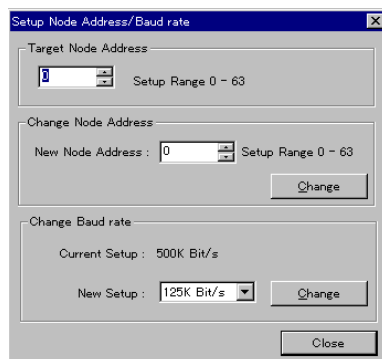 Setup Node Address/Baud rate
Target Node Address
0 Setup Range 0 - 63
Change Node Address
New Node Address : 0 Setup Range 0 - 63
Change
Change Baud rate
Current Setup : 500K Bit/s
New Setup : 125K Bit/s Change
Close